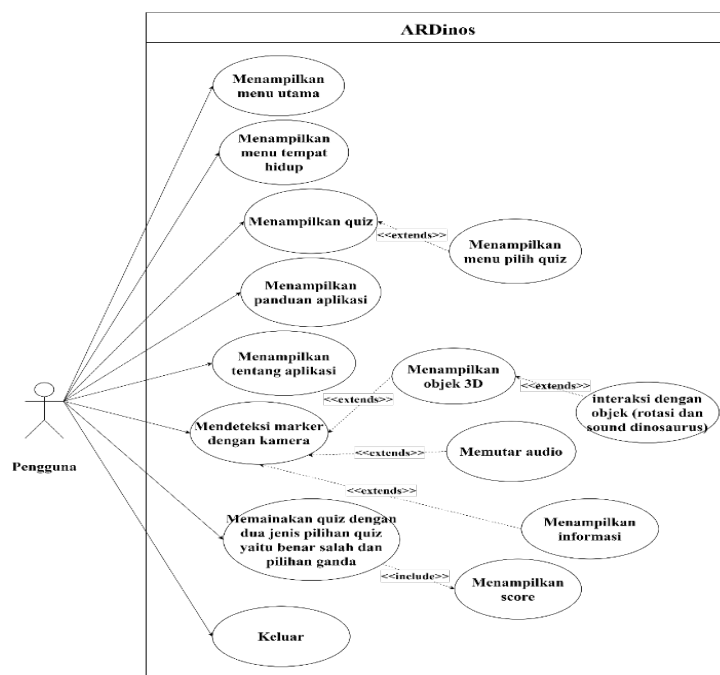 ARDinos
Menampilkan
menu utama
Menampilkan
menu tempat
hidup
Menampilkan quiz
<<extends>>
Menampilkan
menu pilih quiz
Menampilkan
panduan aplikasi
Menampilkan
tentang aplikasi
Menampilkan
objek 3D
<<extends>>
interaksi dengan
objek (rotasi dan
sound dinosaurus)
<<extends>>
Mendeteksi marker
dengan kamera
<<extends>>
Memutar audio
Pengguna
<<extends>>
Menampilkan
informasi
Memainakan quiz dengan
dua jenis pilihan quiz
yaitu benar salah dan
pilihan ganda
<<include>>
Menampilkan
score
Keluar